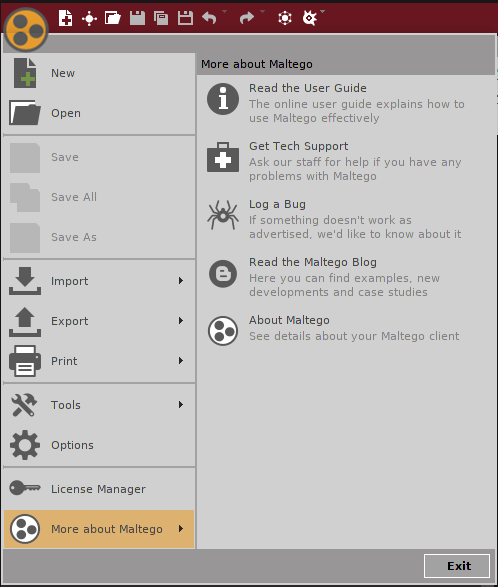 New
Open
Save
Save All
Save As
Import
Export
Print
Tools
Options
License Manager
More about Maltego
More about Maltego
Read the User Guide
The online user guide explains how to
use Maltego effectively
Get Tech Support
Ask our staff for help if you have any
problems with Maltego
Log a Bug
If something doesn't work as
advertised, we'd like to know about it
Read the Maltego Blog
Here you can find examples, new
developments and case studies
About Maltego
See details about your Maltego client
Exit